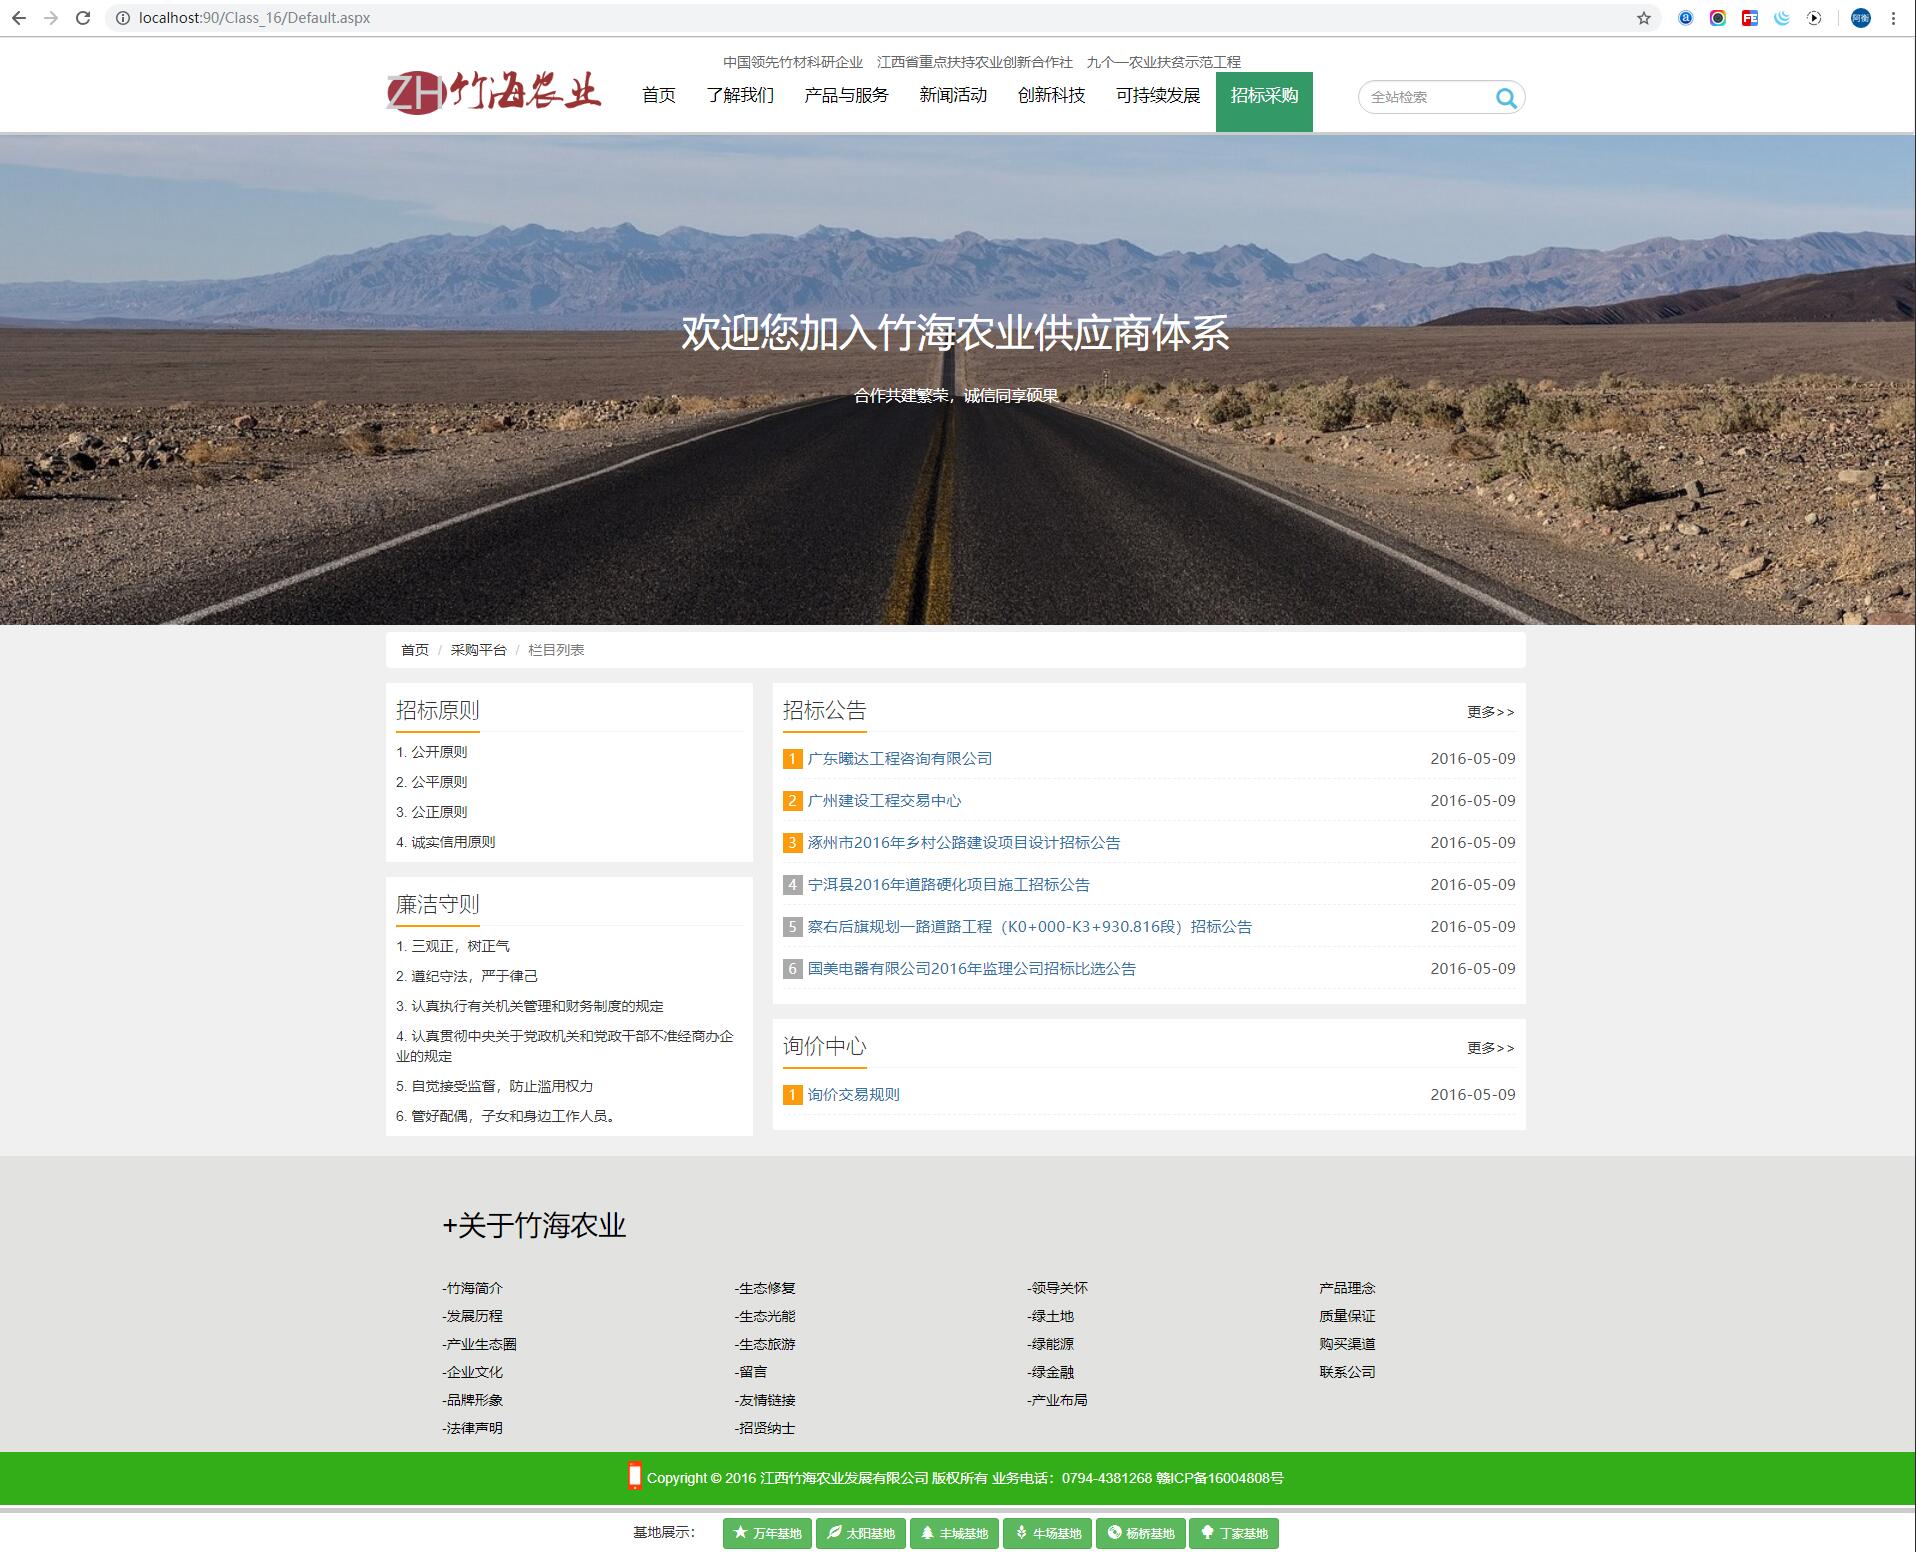 localhost:90/Class_16/Default.aspx
中国领先竹材科研企业 江西省重点扶持农业创新合作社 九个一农业扶贫示范工程
ZH竹海农业
首页 了解我们 产品与服务 新闻活动 创新科技 可持续发展 招标采购
全站检索
欢迎您加入竹海农业供应商体系
合作共建繁荣，诚信同享硕果
首页 / 采购平台 / 栏目列表
招标原则
1. 公开原则
2. 公平原则
3. 公正原则
4. 诚实信用原则
廉洁守则
1. 三观正，树正气
2. 遵纪守法，严于律己
3. 认真执行有关机关管理和财务制度的规定
4. 认真贯彻中央关于党政机关和党政干部不准经商办企
业的规定
5. 自觉接受监督，防止滥用权力
6. 管好配偶，子女和身边工作人员。
招标公告 更多>>
1 广东曦达工程咨询有限公司 2016-05-09
2 广州建设工程交易中心 2016-05-09
3 涿州市2016年乡村公路建设项目设计招标公告 2016-05-09
4 宁洱县2016年道路硬化项目施工招标公告 2016-05-09
5 察右后旗规划一路道路工程（K0+000-K3+930.816段）招标公告 2016-05-09
6 国美电器有限公司2016年监理公司招标比选公告 2016-05-09
询价中心 更多>>
1 询价交易规则 2016-05-09
+关于竹海农业
-竹海简介 -生态修复 -领导关怀 产品理念
-发展历程 -生态光能 -绿土地 质量保证
-产业生态圈 -生态旅游 -绿能源 购买渠道
-企业文化 -留言 -绿金融 联系公司
-品牌形象 -友情链接 -产业布局
-法律声明 -招贤纳士
Copyright © 2016 江西竹海农业发展有限公司 版权所有 业务电话：0794-4381268 赣ICP备16004808号
基地展示： 万年基地 太阳基地 丰城基地 牛场基地 杨桥基地 丁家基地